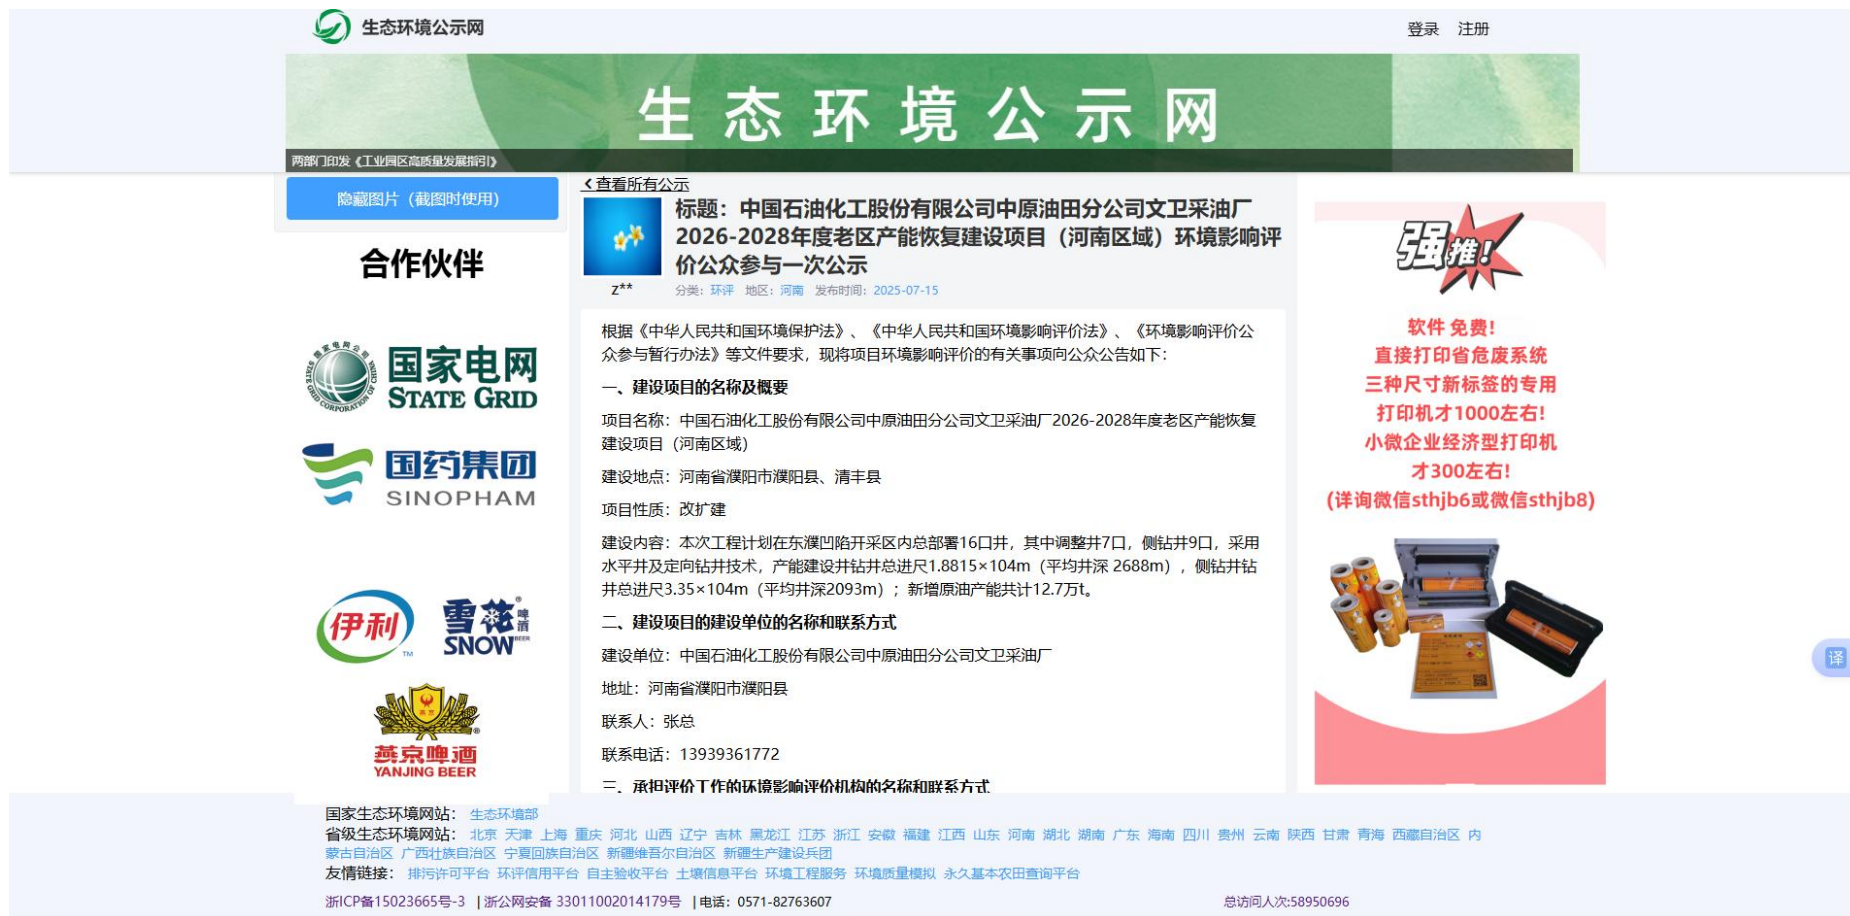 生态环境公示网
登录 注册
生态环境公示网
两部门印发《工业园区高质量发展指引》
隐藏图片（截图时使用）
合作伙伴
STATE GRID CORPORATION OF CHINA
国家电网公司
国家电网
STATE GRID
国药集团
SINOPHAM
伊利
TM
雪花
®
啤酒
SNOW
BEER
燕京
®
燕京啤酒
YANJING BEER
查看所有公示
标题：中国石油化工股份有限公司中原油田分公司文卫采油厂
2026-2028年度老区产能恢复建设项目（河南区域）环境影响评
价公众参与一次公示
z**
分类：环评 地区：河南 发布时间：2025-07-15
根据《中华人民共和国环境保护法》、《中华人民共和国环境影响评价法》、《环境影响评价公
众参与暂行办法》等文件要求，现将项目环境影响评价的有关事项向公众公告如下：
一、建设项目的名称及概要
项目名称：中国石油化工股份有限公司中原油田分公司文卫采油厂2026-2028年度老区产能恢复
建设项目（河南区域）
建设地点：河南省濮阳市濮阳县、清丰县
项目性质：改扩建
建设内容：本次工程计划在东濮凹陷开采区内总部署16口井，其中调整井7口，侧钻井9口，采用
水平井及定向钻井技术，产能建设井钻井总进尺1.8815×104m（平均井深 2688m），侧钻井钻
井总进尺3.35×104m（平均井深2093m）；新增原油产能共计12.7万t。
二、建设项目的建设单位的名称和联系方式
建设单位：中国石油化工股份有限公司中原油田分公司文卫采油厂
地址：河南省濮阳市濮阳县
联系人：张总
联系电话：13939361772
三、承担评价工作的环境影响评价机构的名称和联系方式
强推!
软件 免费!
直接打印省危废系统
三种尺寸新标签的专用
打印机才1000左右!
小微企业经济型打印机
才300左右!
(详询微信sthjb6或微信sthjb8)
译
国家生态环境网站： 生态环境部
省级生态环境网站： 北京 天津 上海 重庆 河北 山西 辽宁 吉林 黑龙江 江苏 浙江 安徽 福建 江西 山东 河南 湖北 湖南 广东 海南 四川 贵州 云南 陕西 甘肃 青海 西藏自治区 内
蒙古自治区 广西壮族自治区 宁夏回族自治区 新疆维吾尔自治区 新疆生产建设兵团
友情链接： 排污许可平台 环评信用平台 自主验收平台 土壤信息平台 环境工程服务 环境质量模拟 永久基本农田查询平台
浙ICP备15023665号-3 | 浙公网安备 33011002014179号 | 电话：0571-82763607
总访问人次:58950696